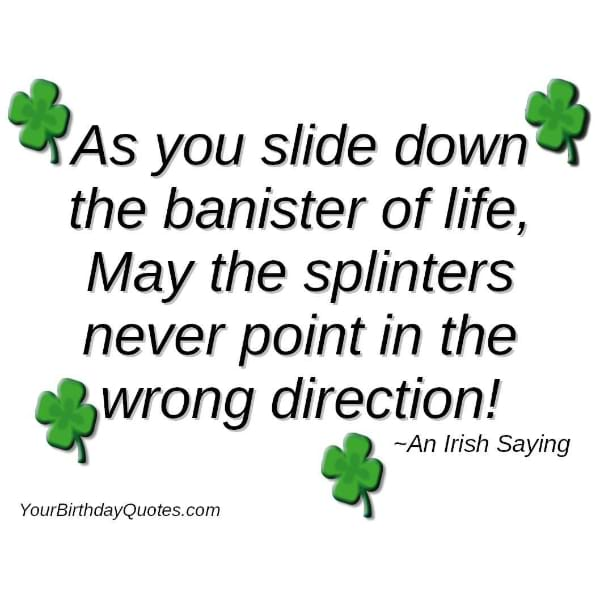 As you slide down
the banister of life,
May the splinters
never point in the
wrong direction!
~An Irish Saying
YourBirthdayQuotes.com